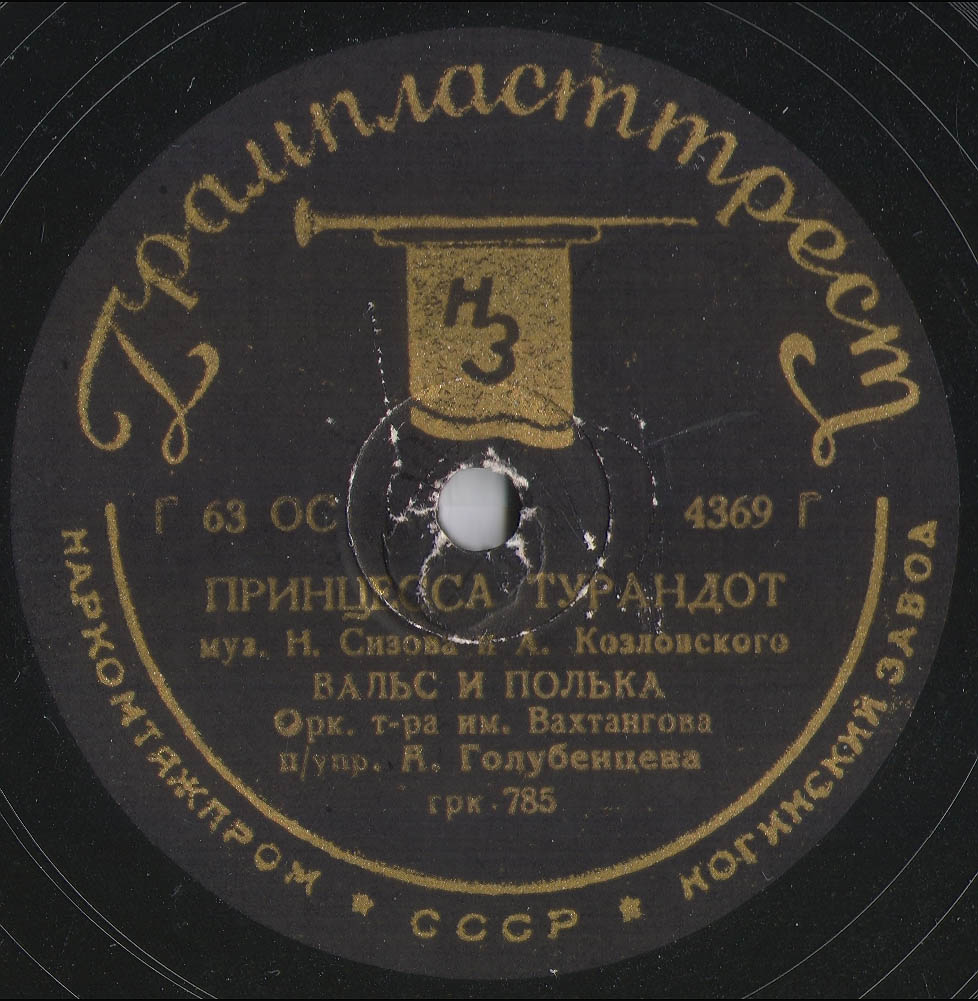 Грампласттрест
НЗ
Г 63 ОС 4369 Г
ПРИНЦЕССА ТУРАНДОТ
муз. Н. Сизова и А. Козловского
ВАЛЬС И ПОЛЬКА
Орк. т-ра им. Вахтангова
п/упр. А. Голубенцева
грк 785
НАРКОМТЯЖПРОМ ★ СССР ★ НОГИНСКИЙ ЗАВОД